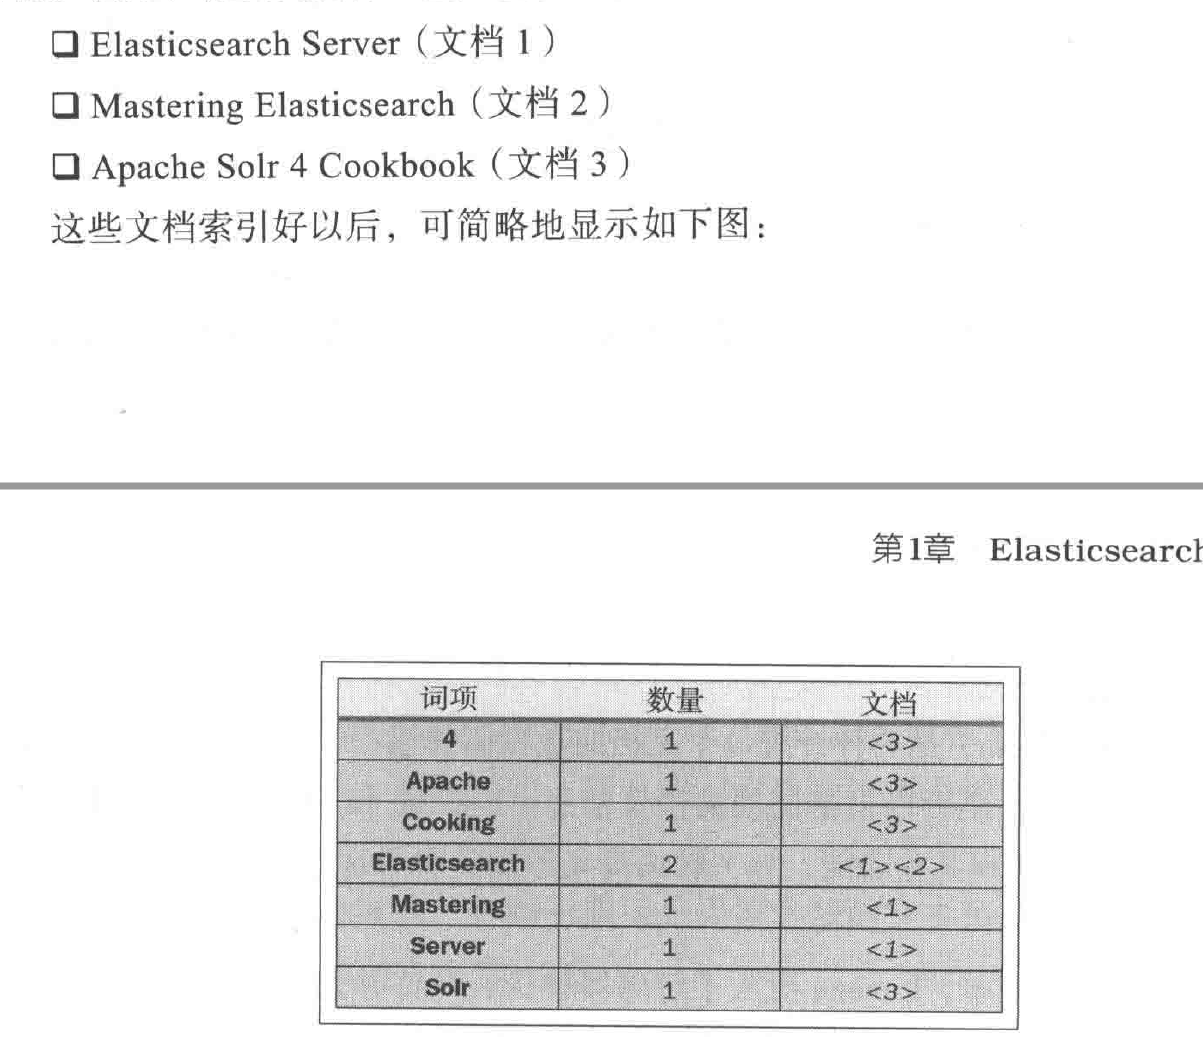 ❑ Elasticsearch Server（文档 1）
❑ Mastering Elasticsearch（文档 2）
❑ Apache Solr 4 Cookbook（文档 3）
这些文档索引好以后，可简略地显示如下图：
第1章 Elasticsearch
词项 数量 文档
4 1 <3>
Apache 1 <3>
Cooking 1 <3>
Elasticsearch 2 <1><2>
Mastering 1 <1>
Server 1 <1>
Solr 1 <3>